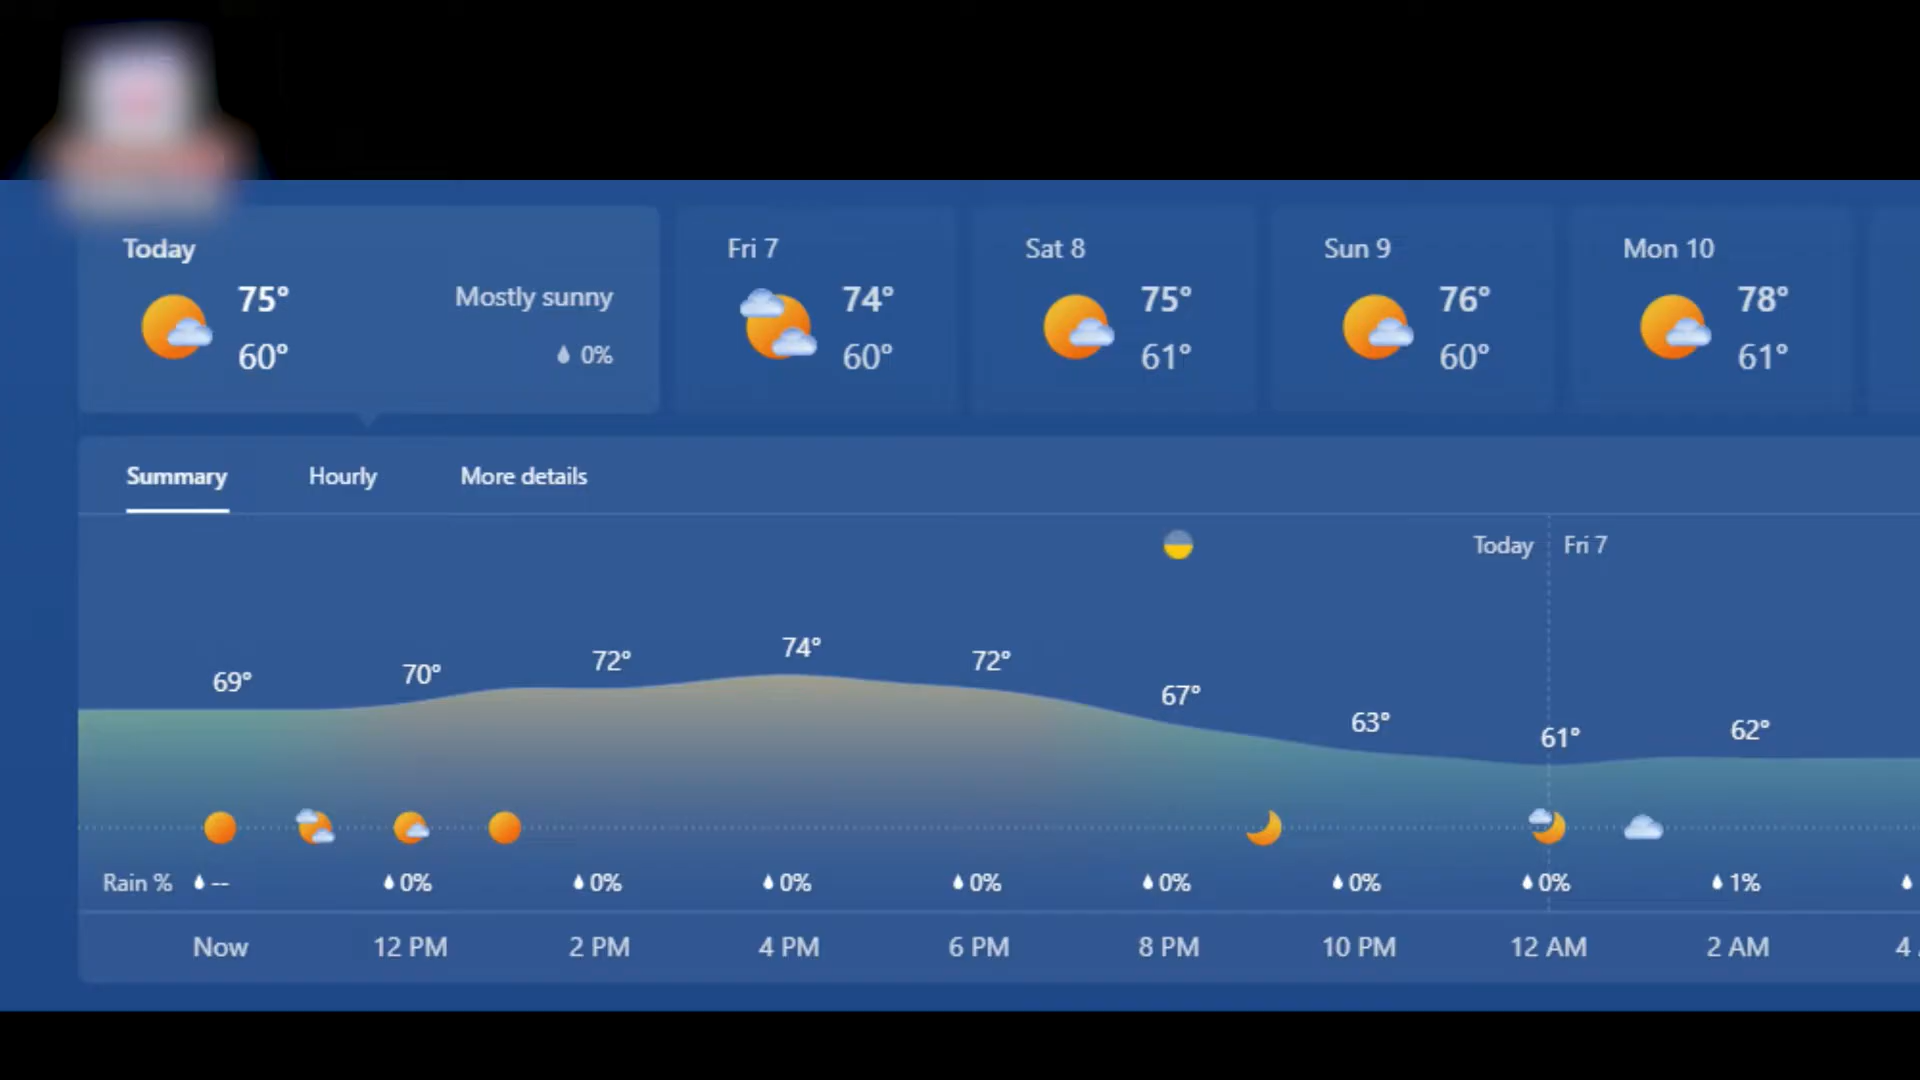 Today
75°
60°
Mostly sunny
0%
Fri 7
74°
60°
Sat 8
75°
61°
Sun 9
76°
60°
Mon 10
78°
61°
Summary Hourly More details
Today Fri 7
69° 70° 72° 74° 72° 67° 63° 61° 62°
Rain % -- 0% 0% 0% 0% 0% 0% 0% 1%
Now 12 PM 2 PM 4 PM 6 PM 8 PM 10 PM 12 AM 2 AM 4